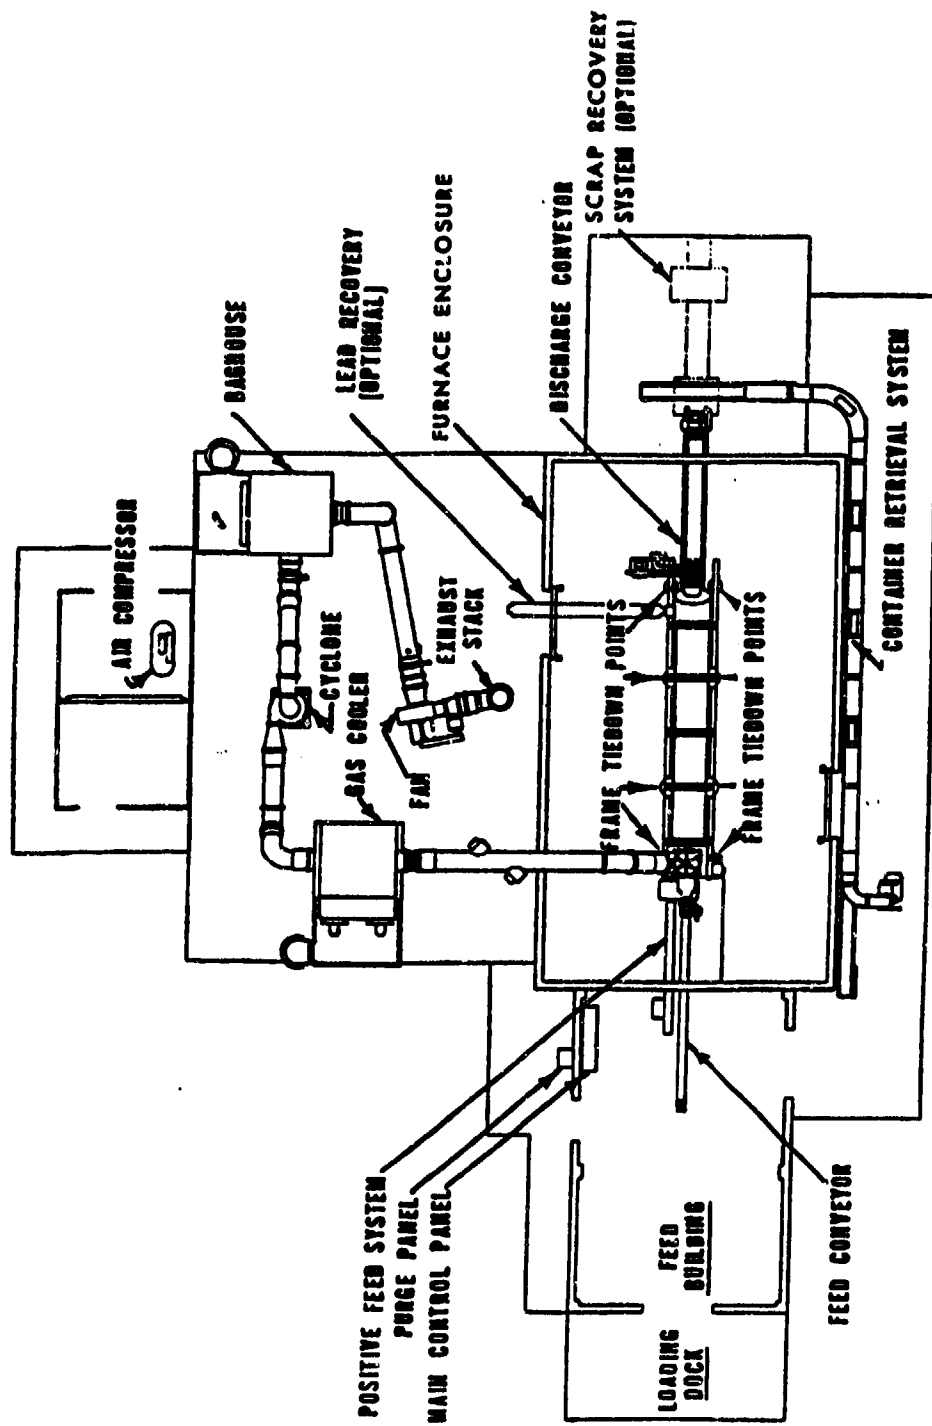 AIR COMPRESSOR
BAGHOUSE
CYCLONE
GAS COOLER
FAN
EXHAUST
STACK
LEAD RECOVERY
(OPTIONAL)
FURNACE ENCLOSURE
DISCHARGE CONVEYOR
SCRAP RECOVERY
SYSTEM (OPTIONAL)
POSITIVE FEED SYSTEM
PURGE PANEL
MAIN CONTROL PANEL
FRAME TIEDOWN POINTS
FRAME TIEDOWN POINTS
LOADING
DOCK
FEED
BUILDING
FEED CONVEYOR
CONTAINER RETRIEVAL SYSTEM